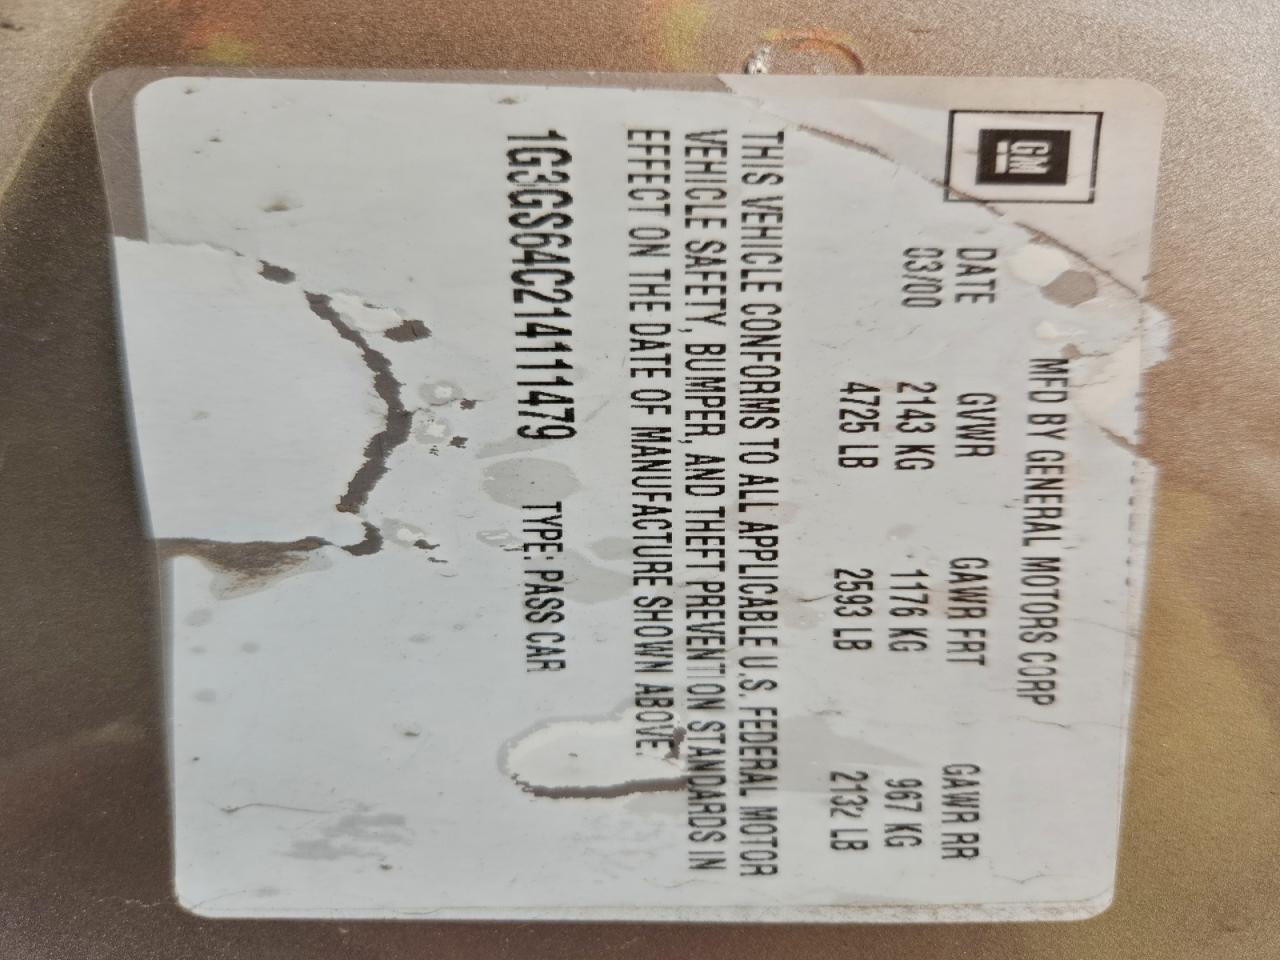 GM
MFD BY GENERAL MOTORS CORP
DATE GVWR GAWR FRT GAWR RR
03/00 2143 KG 1176 KG 967 KG
4725 LB 2593 LB 2132 LB
THIS VEHICLE CONFORMS TO ALL APPLICABLE U.S. FEDERAL MOTOR
VEHICLE SAFETY, BUMPER, AND THEFT PREVENTION STANDARDS IN
EFFECT ON THE DATE OF MANUFACTURE SHOWN ABOVE.
1G3GS64C214111479 TYPE: PASS CAR